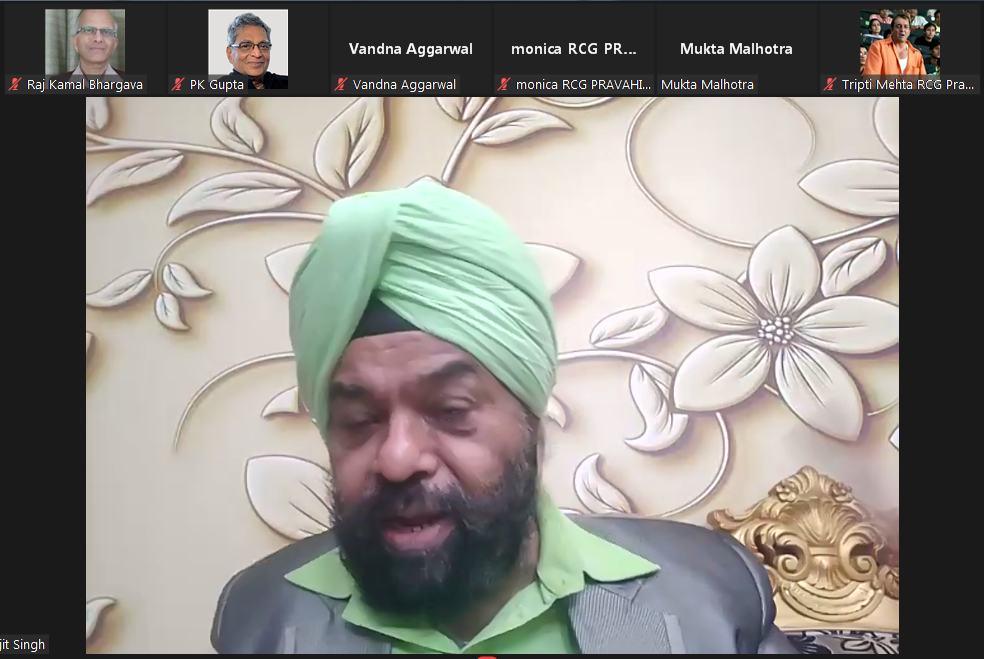 Vandna Aggarwal
monica RCG PR...
Mukta Malhotra
Raj Kamal Bhargava
PK Gupta
Vandna Aggarwal
monica RCG PRAVAHI...
Mukta Malhotra
Tripti Mehta RCG Pra...
jit Singh